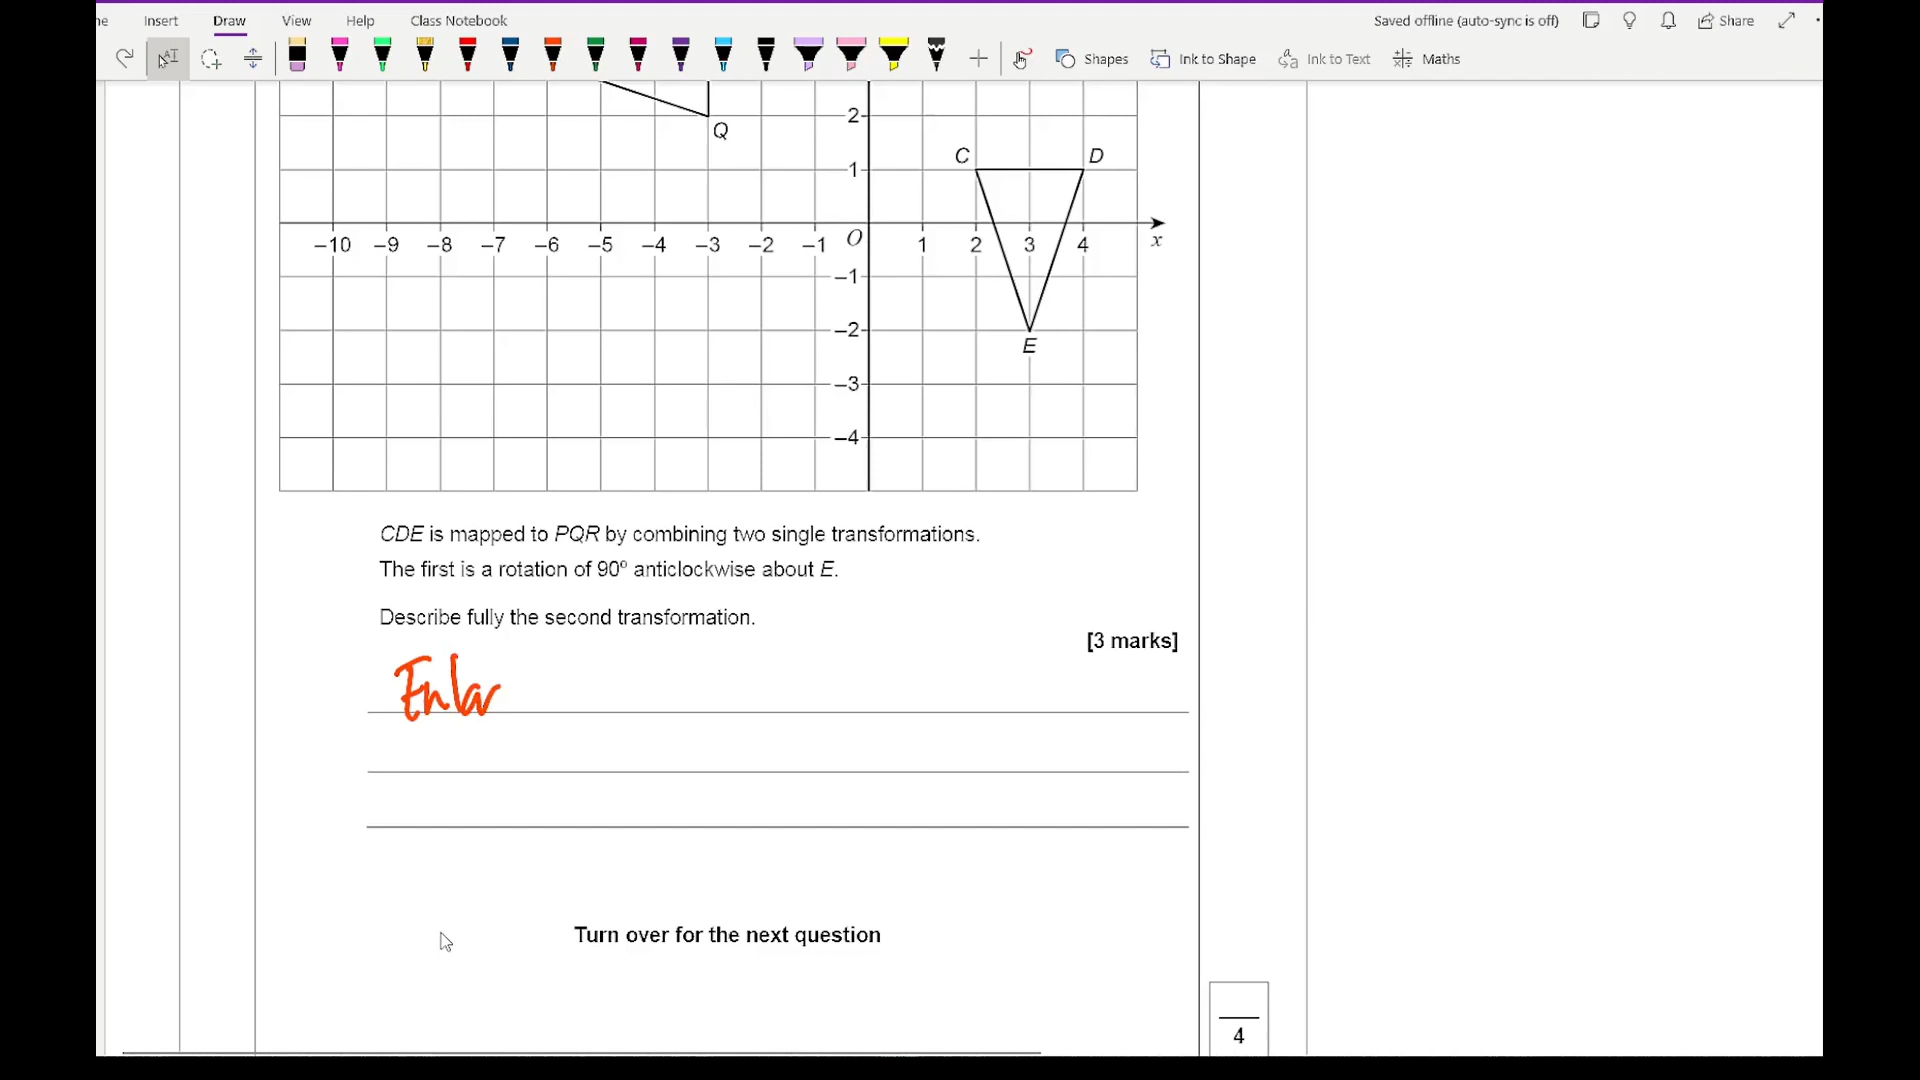 Insert Draw View Help Class Notebook Saved offline (auto-sync is off) Share
Shapes Ink to Shape Ink to Text Maths
2
Q
C D
1
–10 –9 –8 –7 –6 –5 –4 –3 –2 –1 O 1 2 3 4 x
–1
–2
E
–3
–4
CDE is mapped to PQR by combining two single transformations.
The first is a rotation of 90º anticlockwise about E.
Describe fully the second transformation.
[3 marks]
Enlar
Turn over for the next question
4